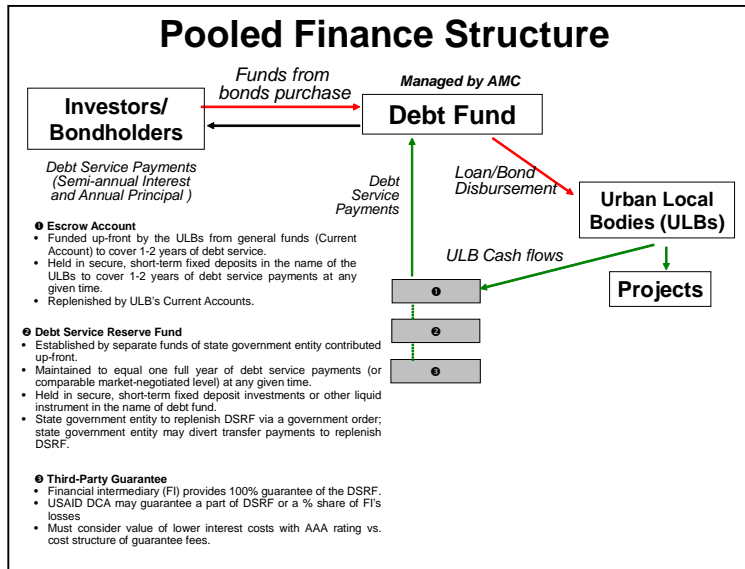 Pooled Finance Structure
Funds from
bonds purchase
Managed by AMC
Investors/
Bondholders
Debt Fund
Debt Service Payments
(Semi-annual Interest
and Annual Principal )
Debt
Service
Payments
Loan/Bond
Disbursement
Urban Local
Bodies (ULBs)
ULB Cash flows
Projects
❶
❷
❸
❶ Escrow Account
• Funded up-front by the ULBs from general funds (Current
Account) to cover 1-2 years of debt service.
• Held in secure, short-term fixed deposits in the name of the
ULBs to cover 1-2 years of debt service payments at any
given time.
• Replenished by ULB's Current Accounts.
❷ Debt Service Reserve Fund
• Established by separate funds of state government entity contributed
up-front.
• Maintained to equal one full year of debt service payments (or
comparable market-negotiated level) at any given time.
• Held in secure, short-term fixed deposit investments or other liquid
instrument in the name of debt fund.
• State government entity to replenish DSRF via a government order;
state government entity may divert transfer payments to replenish
DSRF.
❸ Third-Party Guarantee
• Financial intermediary (FI) provides 100% guarantee of the DSRF.
• USAID DCA may guarantee a part of DSRF or a % share of FI's
losses
• Must consider value of lower interest costs with AAA rating vs.
cost structure of guarantee fees.